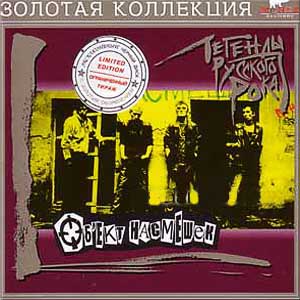 ЗОЛОТАЯ КОЛЛЕКЦИЯ
ЛЕГЕНДЫ
РУССКОГО
РОКА
LIMITED
EDITION
ОГРАНИЧЕННЫЙ
ТИРАЖ
ОБЪЕКТ НАСМЕШЕК